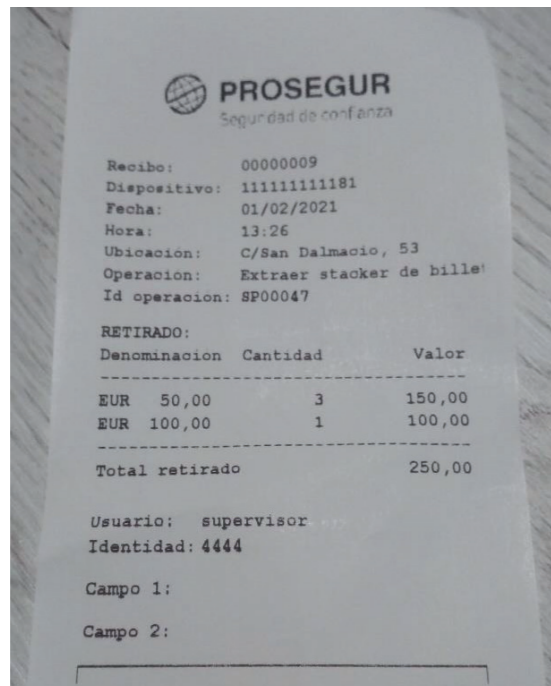 PROSEGUR
Seguridad de confianza
Recibo: 00000009
Dispositivo: 111111111181
Fecha: 01/02/2021
Hora: 13:26
Ubicación: C/San Dalmacio, 53
Operación: Extraer stacker de billet
Id operacion: SP00047
RETIRADO:
Denominacion Cantidad Valor
EUR 50,00 3 150,00
EUR 100,00 1 100,00
Total retirado 250,00
Usuario: supervisor
Identidad: 4444
Campo 1:
Campo 2: